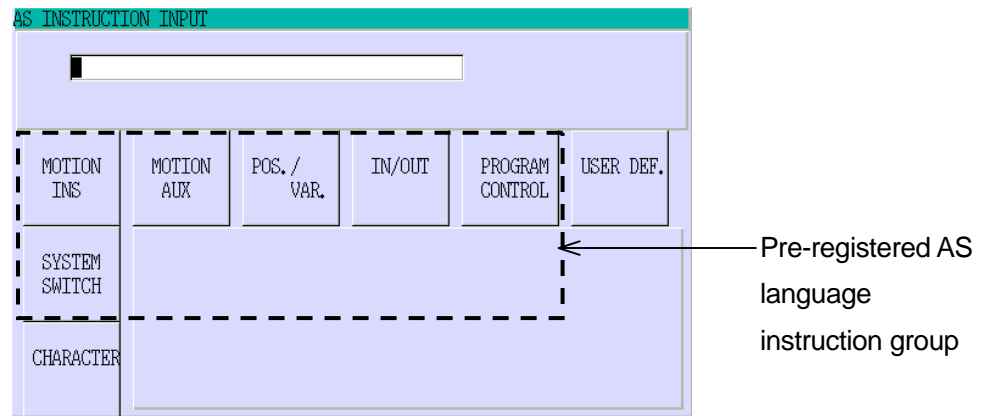 AS INSTRUCTION INPUT
MOTION
INS
MOTION
AUX
POS./
VAR.
IN/OUT
PROGRAM
CONTROL
USER DEF.
SYSTEM
SWITCH
CHARACTER
Pre-registered AS
language
instruction group